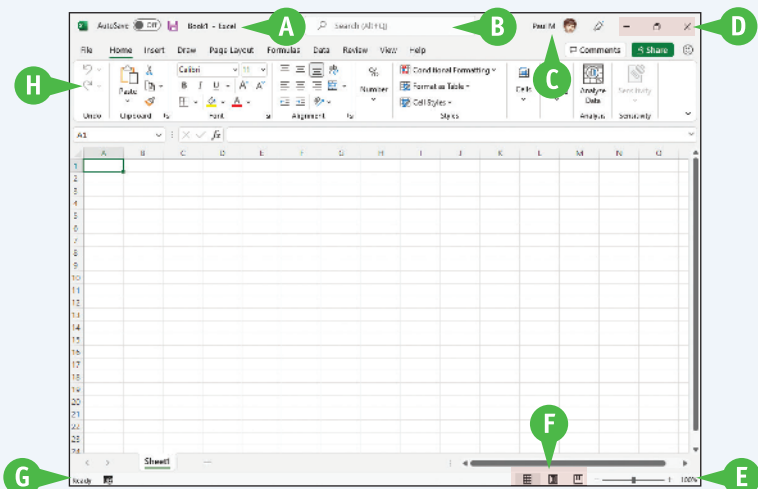 AutoSave Off Book1 - Excel A Search (Alt+Q) B Paul M D
File Home Insert Draw Page Layout Formulas Data Review View Help Comments Share
C
H
Paste Calibri 11 B I U A A A Number Conditional Formatting Format as Table Cell Styles Cells Analyze Data Sensitivity
Undo Clipboard Font Alignment Styles Analysis Sensitivity
A1 fx
A B C D E F G H I J K L M N O
1
2
3
4
5
6
7
8
9
10
11
12
13
14
15
16
17
18
19
20
21
22
23
24
F
Sheet1
G Ready 100% E